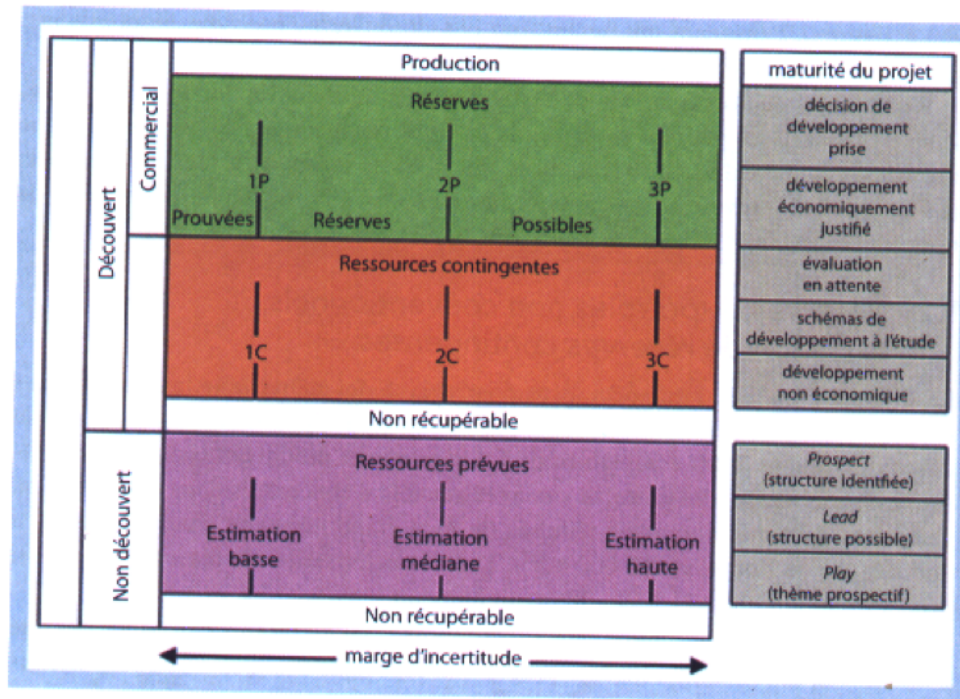 Production
maturité du projet
Découvert
Commercial
Réserves
1P
2P
3P
Prouvées
Réserves
Possibles
décision de
développement
prise
développement
économiquement
justifié
Ressources contingentes
1C
2C
3C
évaluation
en attente
schémas de
développement à l'étude
développement
non économique
Non récupérable
Non découvert
Ressources prévues
Estimation
basse
Estimation
médiane
Estimation
haute
Prospect
(structure identfiée)
Lead
(structure possible)
Play
(thème prospectif)
Non récupérable
marge d'incertitude